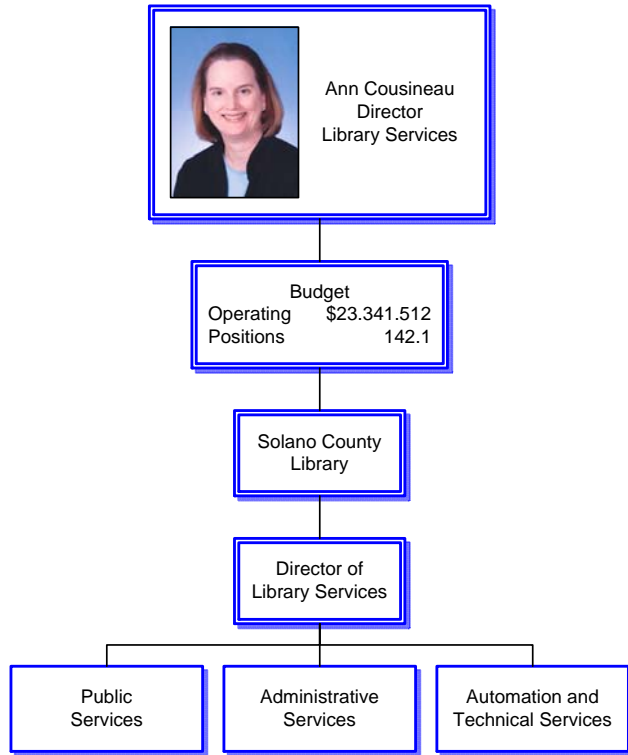 Ann Cousineau
Director
Library Services
Budget
Operating $23.341.512
Positions 142.1
Solano County
Library
Director of
Library Services
Public
Services
Administrative
Services
Automation and
Technical Services